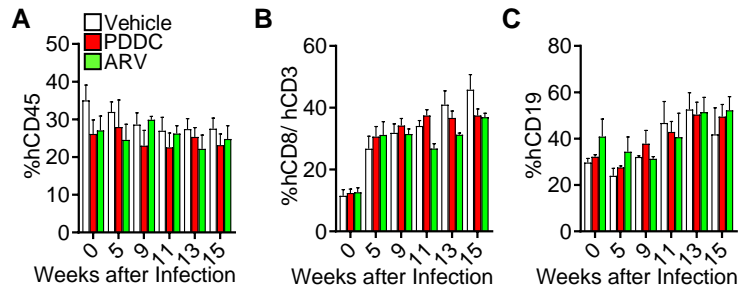 A
Vehicle
PDDC
ARV
%hCD45
50
40
30
20
10
0
0
5
9
11
13
15
Weeks after Infection
B
%hCD8/ hCD3
60
40
20
0
0
5
9
11
13
15
Weeks after Infection
C
%hCD19
80
60
40
20
0
0
5
9
11
13
15
Weeks after Infection